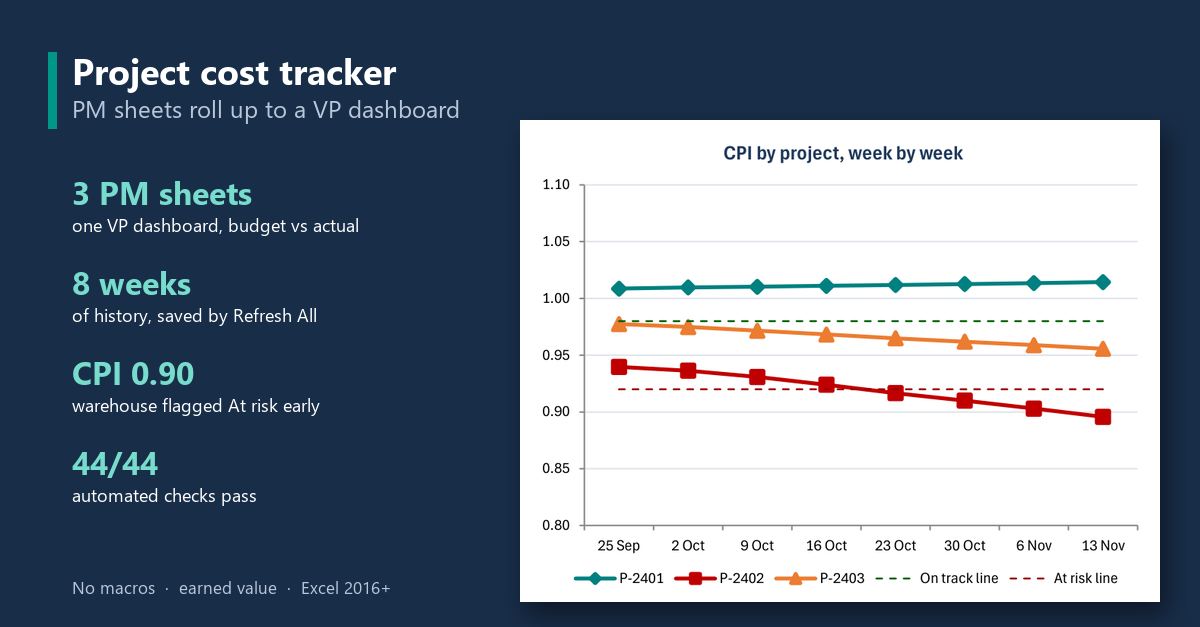 Project cost tracker
PM sheets roll up to a VP dashboard
3 PM sheets
one VP dashboard, budget vs actual
8 weeks
of history, saved by Refresh All
CPI 0.90
warehouse flagged At risk early
44/44
automated checks pass
No macros · earned value · Excel 2016+
CPI by project, week by week
1.10
1.05
1.00
0.95
0.90
0.85
0.80
25 Sep 2 Oct 9 Oct 16 Oct 23 Oct 30 Oct 6 Nov 13 Nov
P-2401 P-2402 P-2403 On track line At risk line